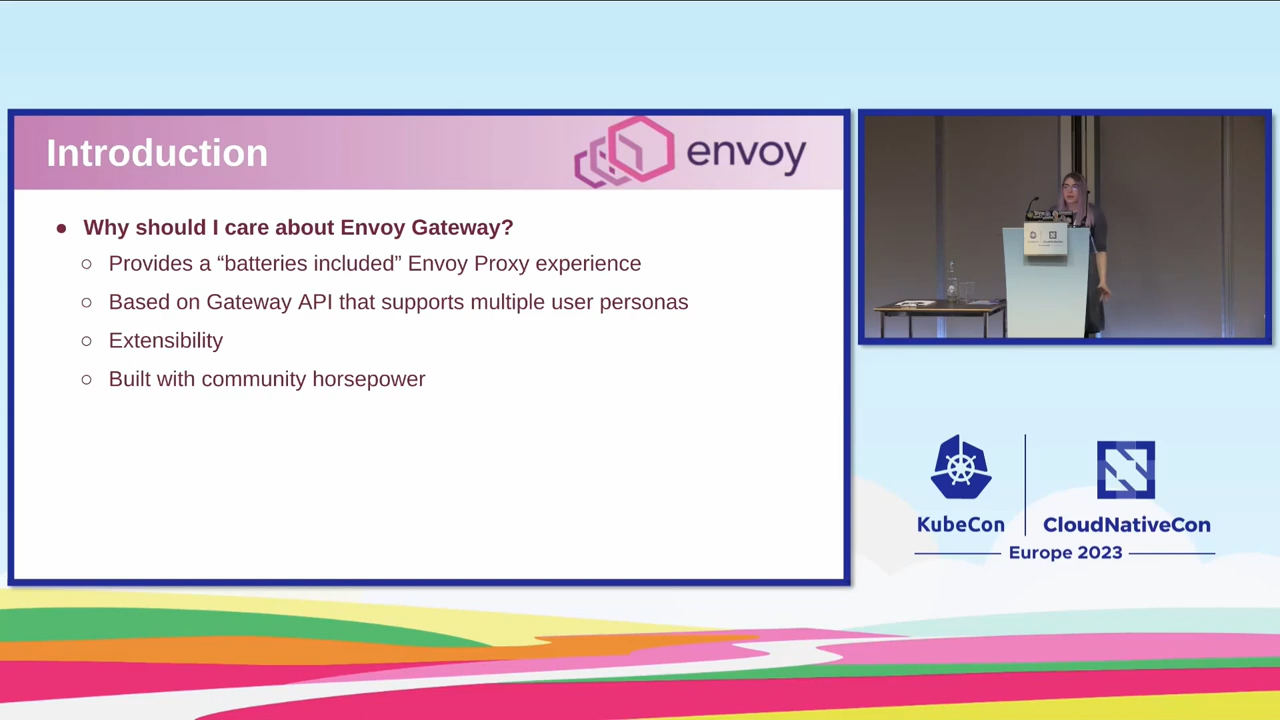 Introduction
envoy
● Why should I care about Envoy Gateway?
○ Provides a “batteries included” Envoy Proxy experience
○ Based on Gateway API that supports multiple user personas
○ Extensibility
○ Built with community horsepower
KubeCon
CloudNativeCon
Europe 2023